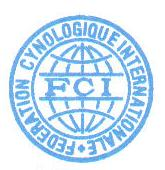 FEDERATION CYNOLOGIQUE INTERNATIONALE
FCI